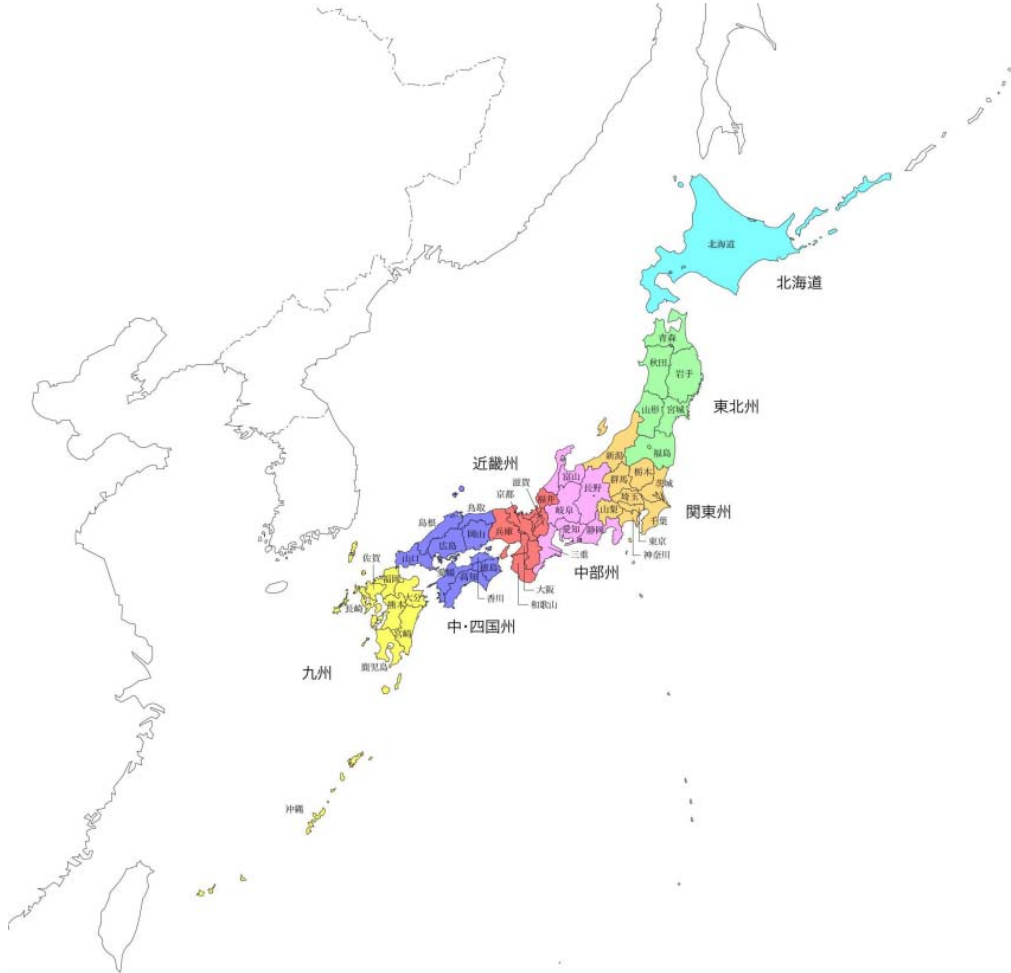 北海道
北海道
青森
秋田
岩手
山形
宮城
東北州
福島
新潟
近畿州
栃木
富山
群馬
長野
茨城
滋賀
福井
埼玉
京都
岐阜
山梨
関東州
鳥取
千葉
島根
岡山
兵庫
愛知
静岡
東京
広島
神奈川
三重
山口
佐賀
中部州
愛媛
徳島
福岡
高知
大阪
大分
香川
和歌山
長崎
熊本
中・四国州
宮崎
鹿児島
九州
沖縄